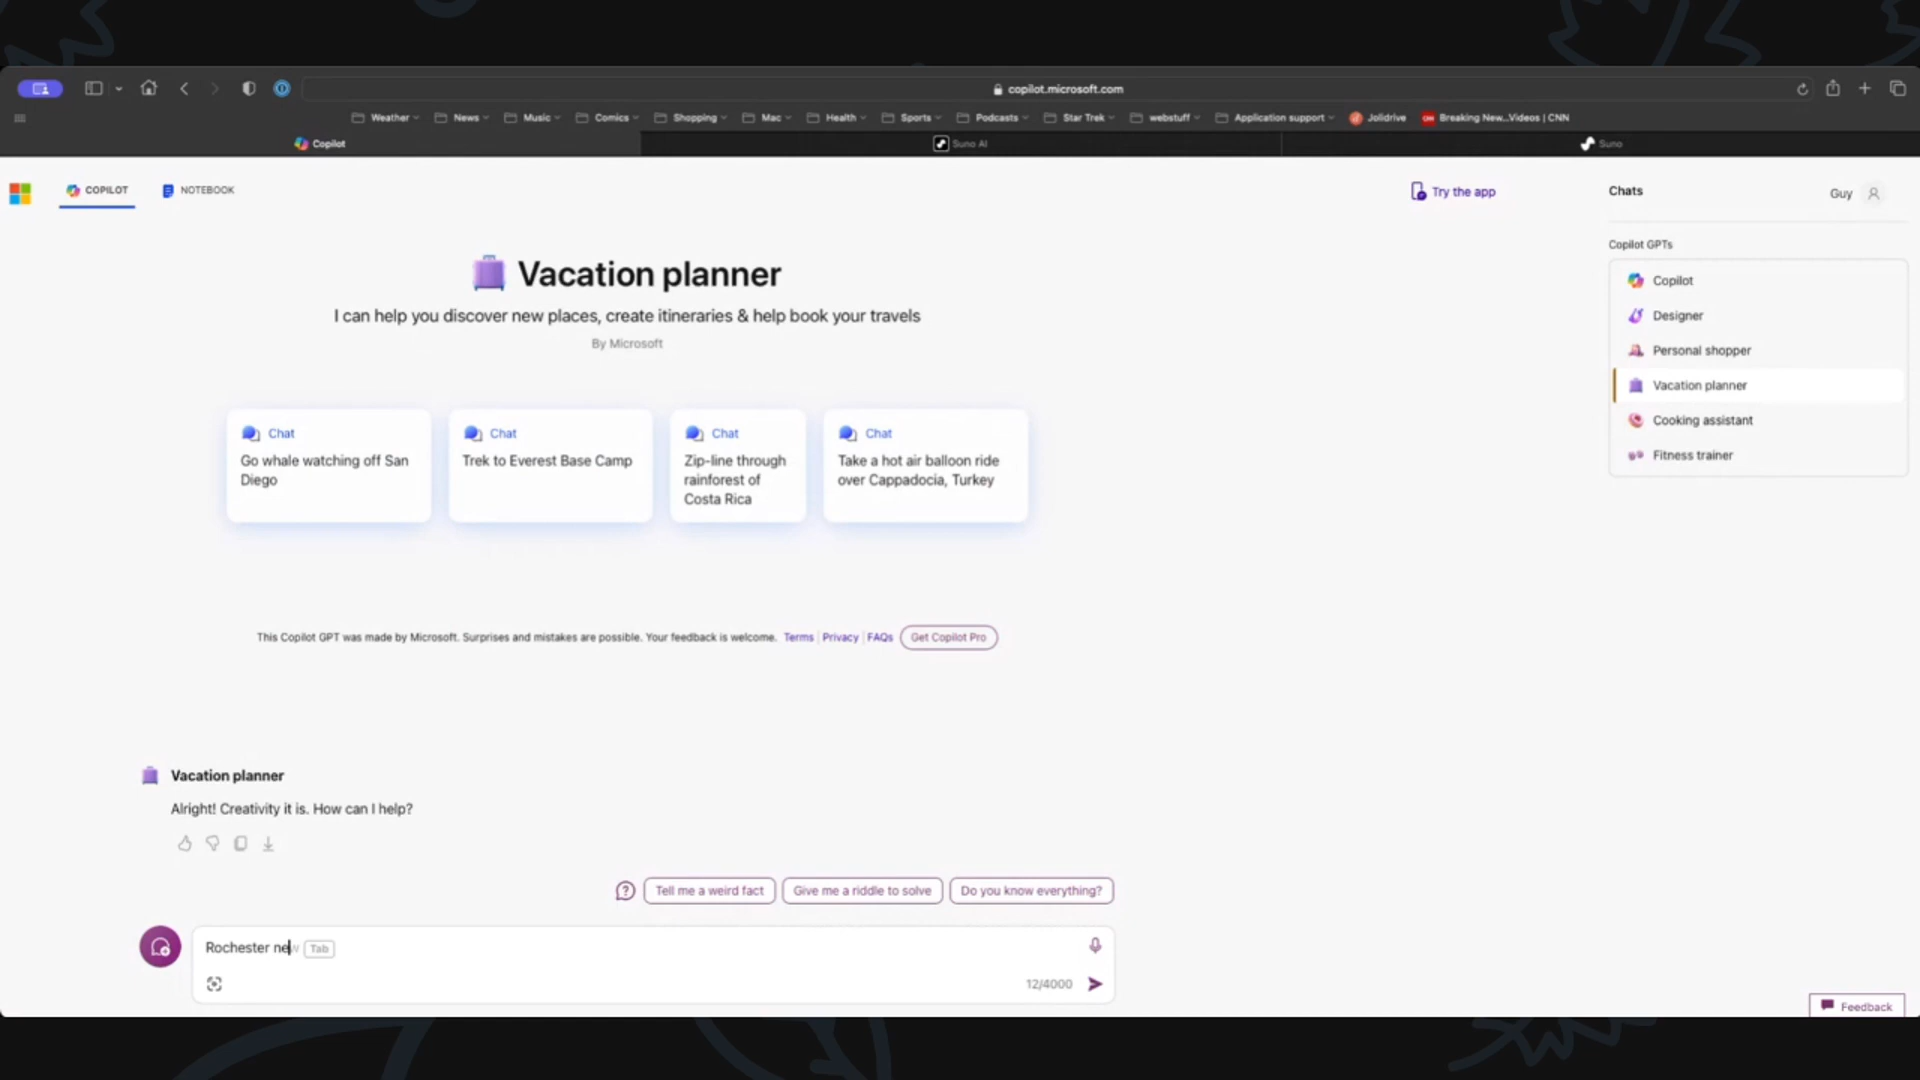 copilot.microsoft.com
Weather
News
Music
Comics
Shopping
Mac
Health
Sports
Podcasts
Star Trek
webstuff
Application support
Jolidrive
Breaking New...Videos | CNN
Copilot
Suno AI
Suno
COPILOT
NOTEBOOK
Try the app
Chats
Guy
Vacation planner
I can help you discover new places, create itineraries & help book your travels
By Microsoft
Chat
Go whale watching off San
Diego
Chat
Trek to Everest Base Camp
Chat
Zip-line through
rainforest of
Costa Rica
Chat
Take a hot air balloon ride
over Cappadocia, Turkey
Copilot GPTs
Copilot
Designer
Personal shopper
Vacation planner
Cooking assistant
Fitness trainer
This Copilot GPT was made by Microsoft. Surprises and mistakes are possible. Your feedback is welcome. Terms | Privacy | FAQs Get Copilot Pro
Vacation planner
Alright! Creativity it is. How can I help?
Tell me a weird fact
Give me a riddle to solve
Do you know everything?
Rochester new Tab
12/4000
Feedback